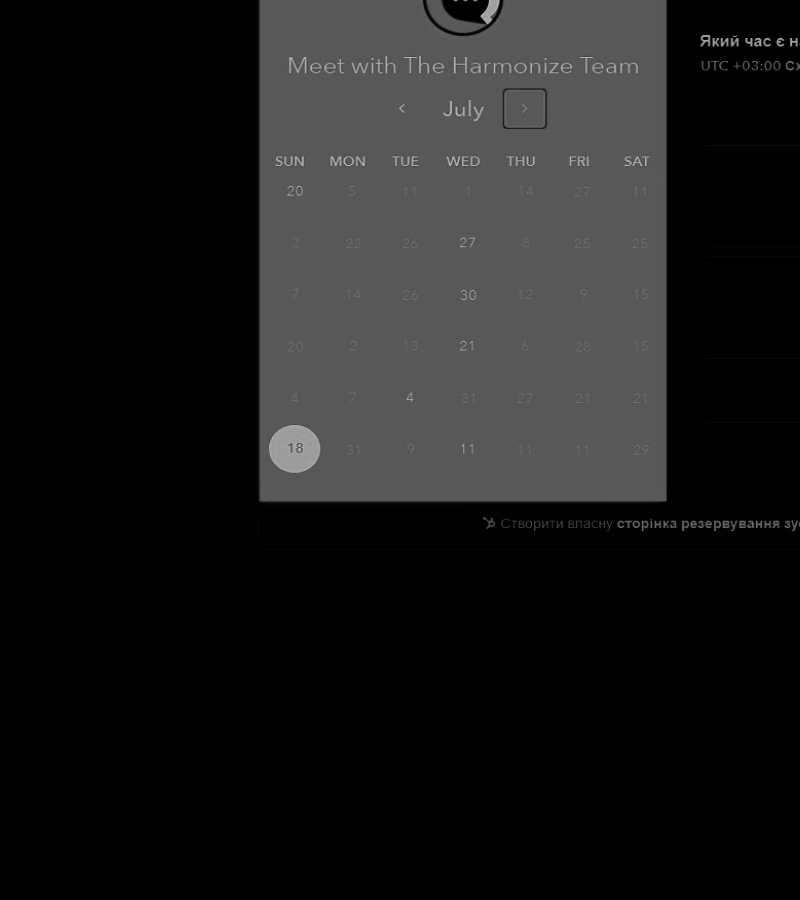 Який час є н
Meet with The Harmonize Team
UTC +03:00 Сх
July
SUN MON TUE WED THU FRI SAT
20 5 11 1 14 27 11
2 22 26 27 8 25 25
7 14 26 30 12 9 15
20 2 13 21 6 28 15
4 7 4 31 27 21 21
18 31 9 11 11 11 29
Створити власну сторінка резервування зу